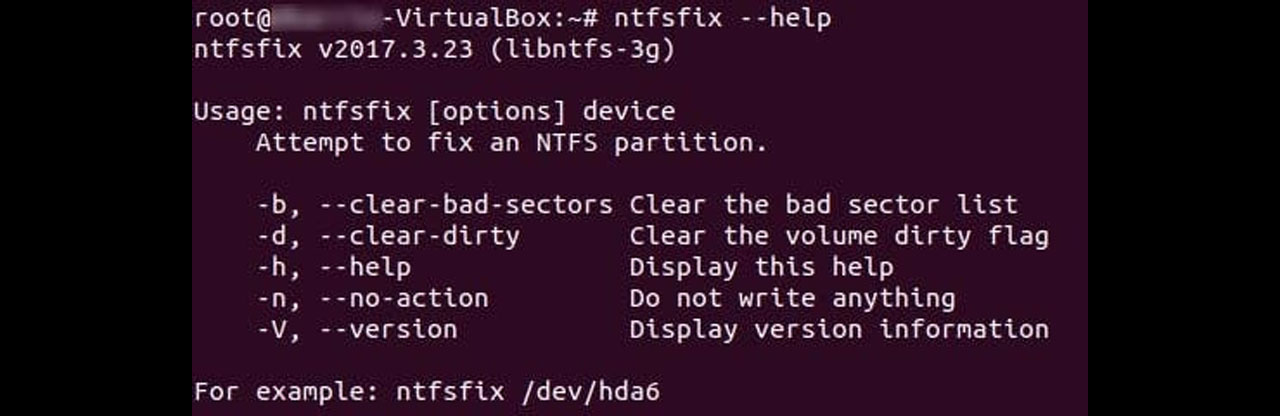 root@ -VirtualBox:~# ntfsfix --help
ntfsfix v2017.3.23 (libntfs-3g)
Usage: ntfsfix [options] device
Attempt to fix an NTFS partition.
-b, --clear-bad-sectors Clear the bad sector list
-d, --clear-dirty Clear the volume dirty flag
-h, --help Display this help
-n, --no-action Do not write anything
-V, --version Display version information
For example: ntfsfix /dev/hda6